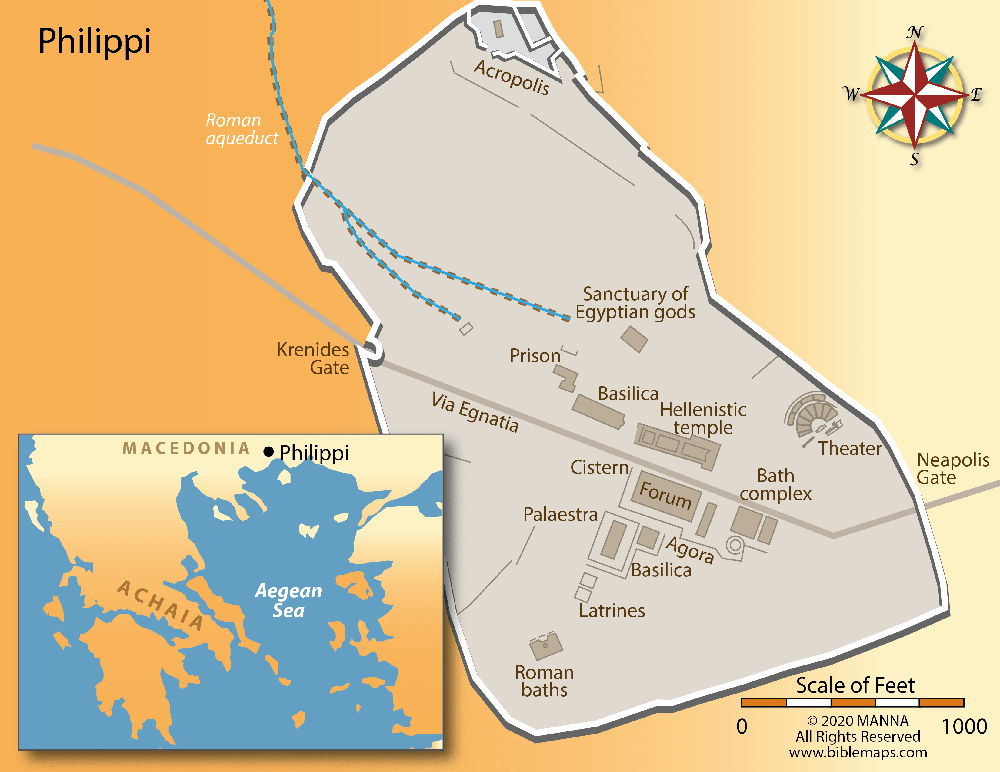 Philippi
N
W
E
S
Acropolis
Roman
aqueduct
Sanctuary of
Egyptian gods
Krenides
Gate
Prison
Basilica
Via Egnatia
Hellenistic
temple
Theater
Neapolis
Gate
Cistern
Forum
Bath
complex
Palaestra
Agora
Basilica
Latrines
Roman
baths
MACEDONIA
Philippi
ACHAIA
Aegean
Sea
Scale of Feet
0
1000
© 2020 MANNA
All Rights Reserved
www.biblemaps.com